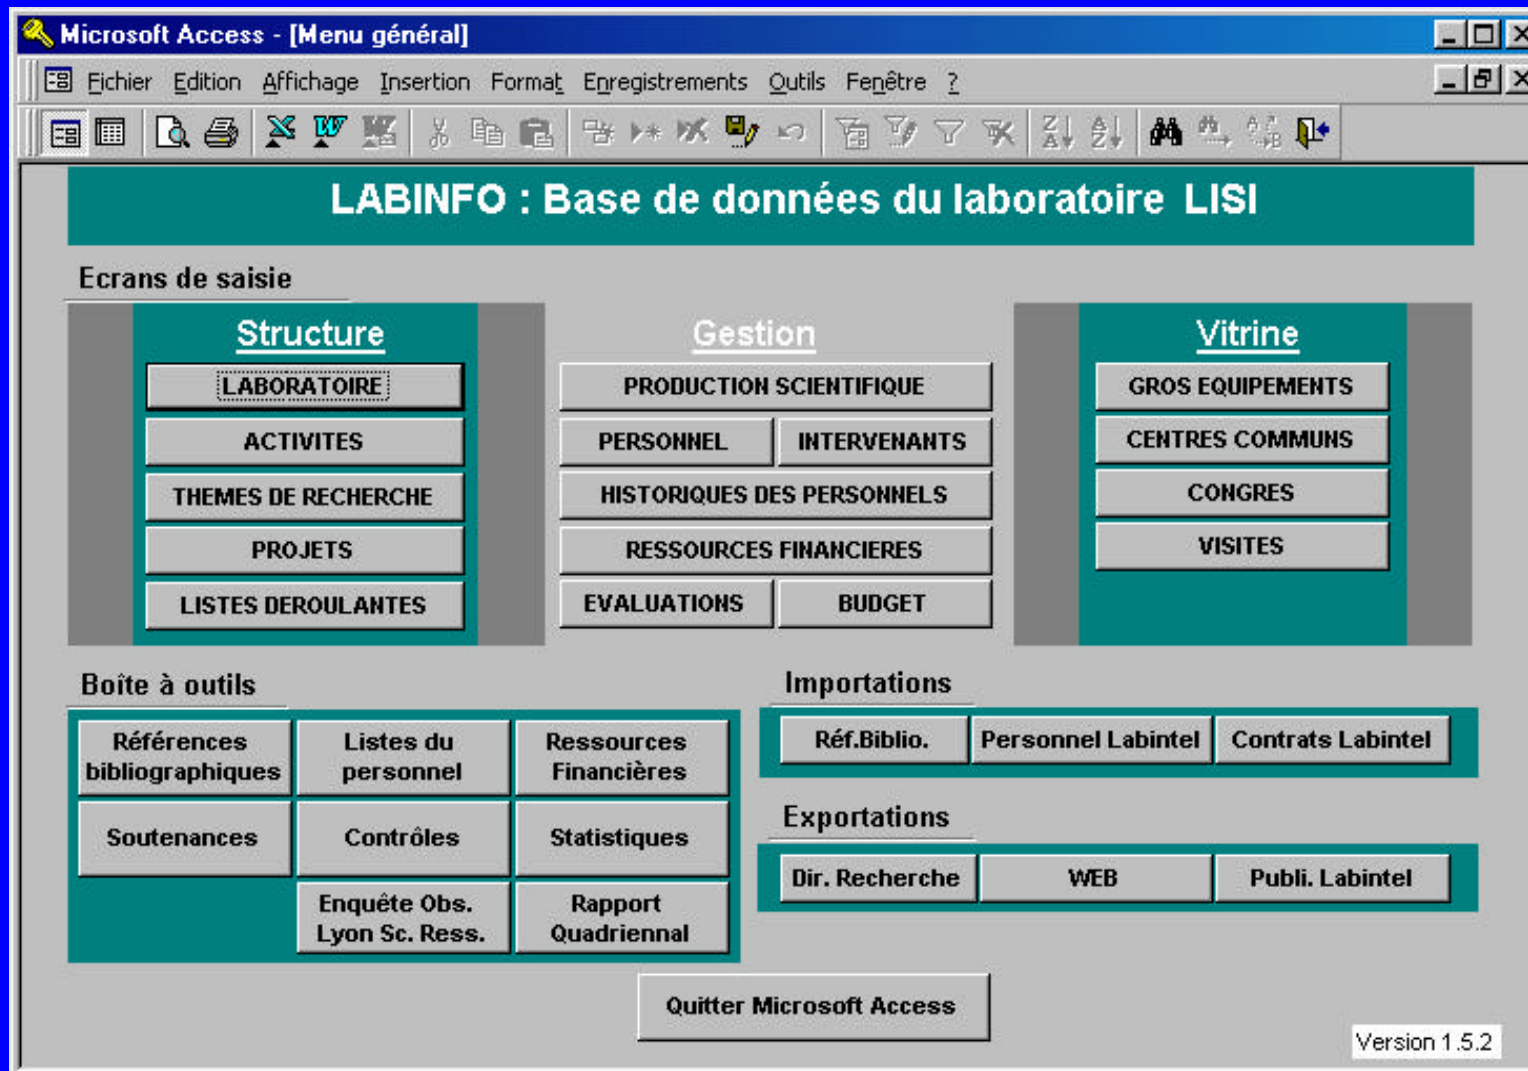 Microsoft Access - [Menu général]
Fichier Edition Affichage Insertion Format Enregistrements Outils Fenêtre ?
LABINFO : Base de données du laboratoire LISI
Ecrans de saisie
Structure
LABORATOIRE
ACTIVITES
THEMES DE RECHERCHE
PROJETS
LISTES DEROULANTES
Gestion
PRODUCTION SCIENTIFIQUE
PERSONNEL INTERVENANTS
HISTORIQUES DES PERSONNELS
RESSOURCES FINANCIERES
EVALUATIONS BUDGET
Vitrine
GROS EQUIPEMENTS
CENTRES COMMUNS
CONGRES
VISITES
Boîte à outils
Références
bibliographiques
Listes du
personnel
Ressources
Financières
Soutenances
Contrôles
Statistiques
Enquête Obs.
Lyon Sc. Ress.
Rapport
Quadriennal
Importations
Réf.Biblio. Personnel Labintel Contrats Labintel
Exportations
Dir. Recherche WEB Publi. Labintel
Quitter Microsoft Access
Version 1.5.2